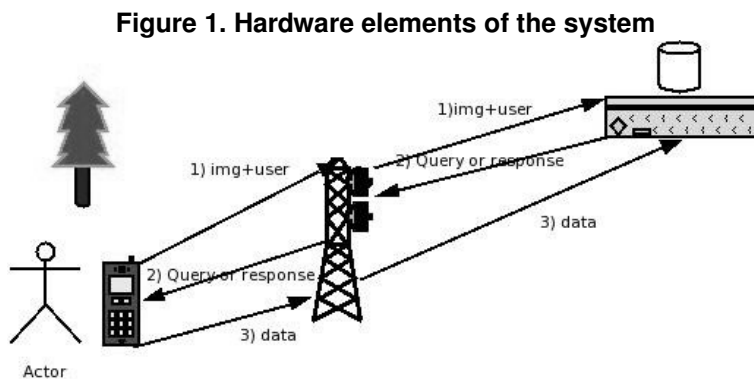 Figure 1. Hardware elements of the system
1)img+user
2) Query or response
1) img+user
3) data
2) Query or response
3) data
Actor